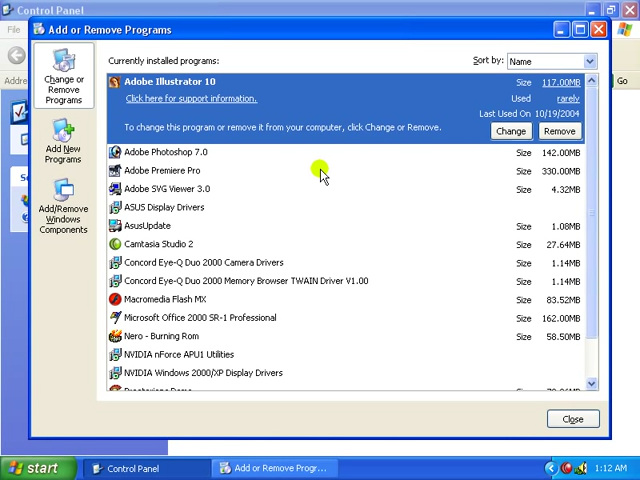 Control Panel
File
Add or Remove Programs
Addre
Go
Change or
Remove
Programs
Add New
Programs
Add/Remove
Windows
Components
Currently installed programs:
Sort by:
Name
Adobe Illustrator 10
Size 117.00MB
Click here for support information.
Used rarely
Last Used On 10/19/2004
To change this program or remove it from your computer, click Change or Remove.
Change
Remove
Adobe Photoshop 7.0 Size 142.00MB
Adobe Premiere Pro Size 330.00MB
Adobe SVG Viewer 3.0 Size 4.32MB
ASUS Display Drivers
AsusUpdate Size 1.08MB
Camtasia Studio 2 Size 27.64MB
Concord Eye-Q Duo 2000 Camera Drivers Size 1.14MB
Concord Eye-Q Duo 2000 Memory Browser TWAIN Driver V1.00 Size 1.14MB
Macromedia Flash MX Size 83.52MB
Microsoft Office 2000 SR-1 Professional Size 162.00MB
Nero - Burning Rom Size 58.50MB
NVIDIA nForce APU1 Utilities
NVIDIA Windows 2000/XP Display Drivers
Close
start
Control Panel
Add or Remove Progr...
1:12 AM